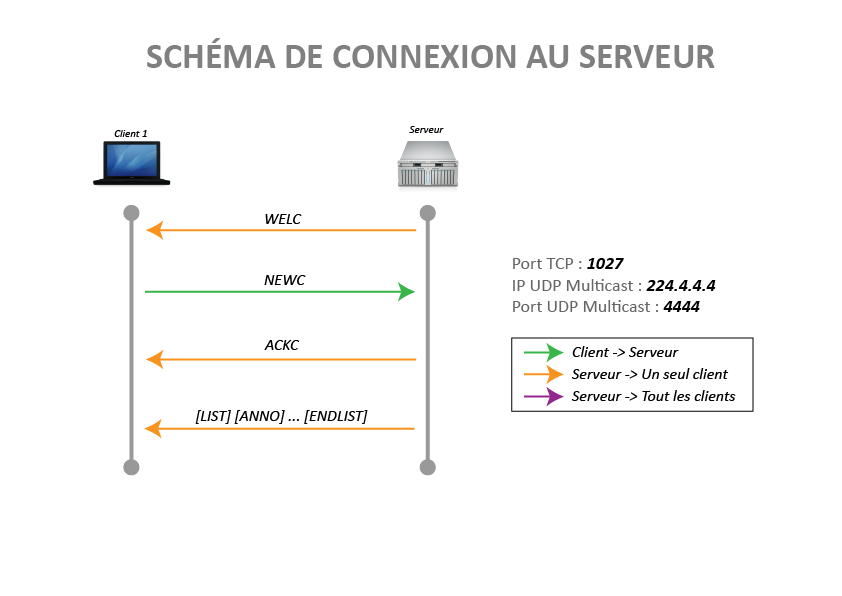 SCHÉMA DE CONNEXION AU SERVEUR
Client 1
Serveur
WELC
NEWC
ACKC
[LIST] [ANNO] ... [ENDLIST]
Port TCP : 1027
IP UDP Multicast : 224.4.4.4
Port UDP Multicast : 4444
Client -> Serveur
Serveur -> Un seul client
Serveur -> Tout les clients